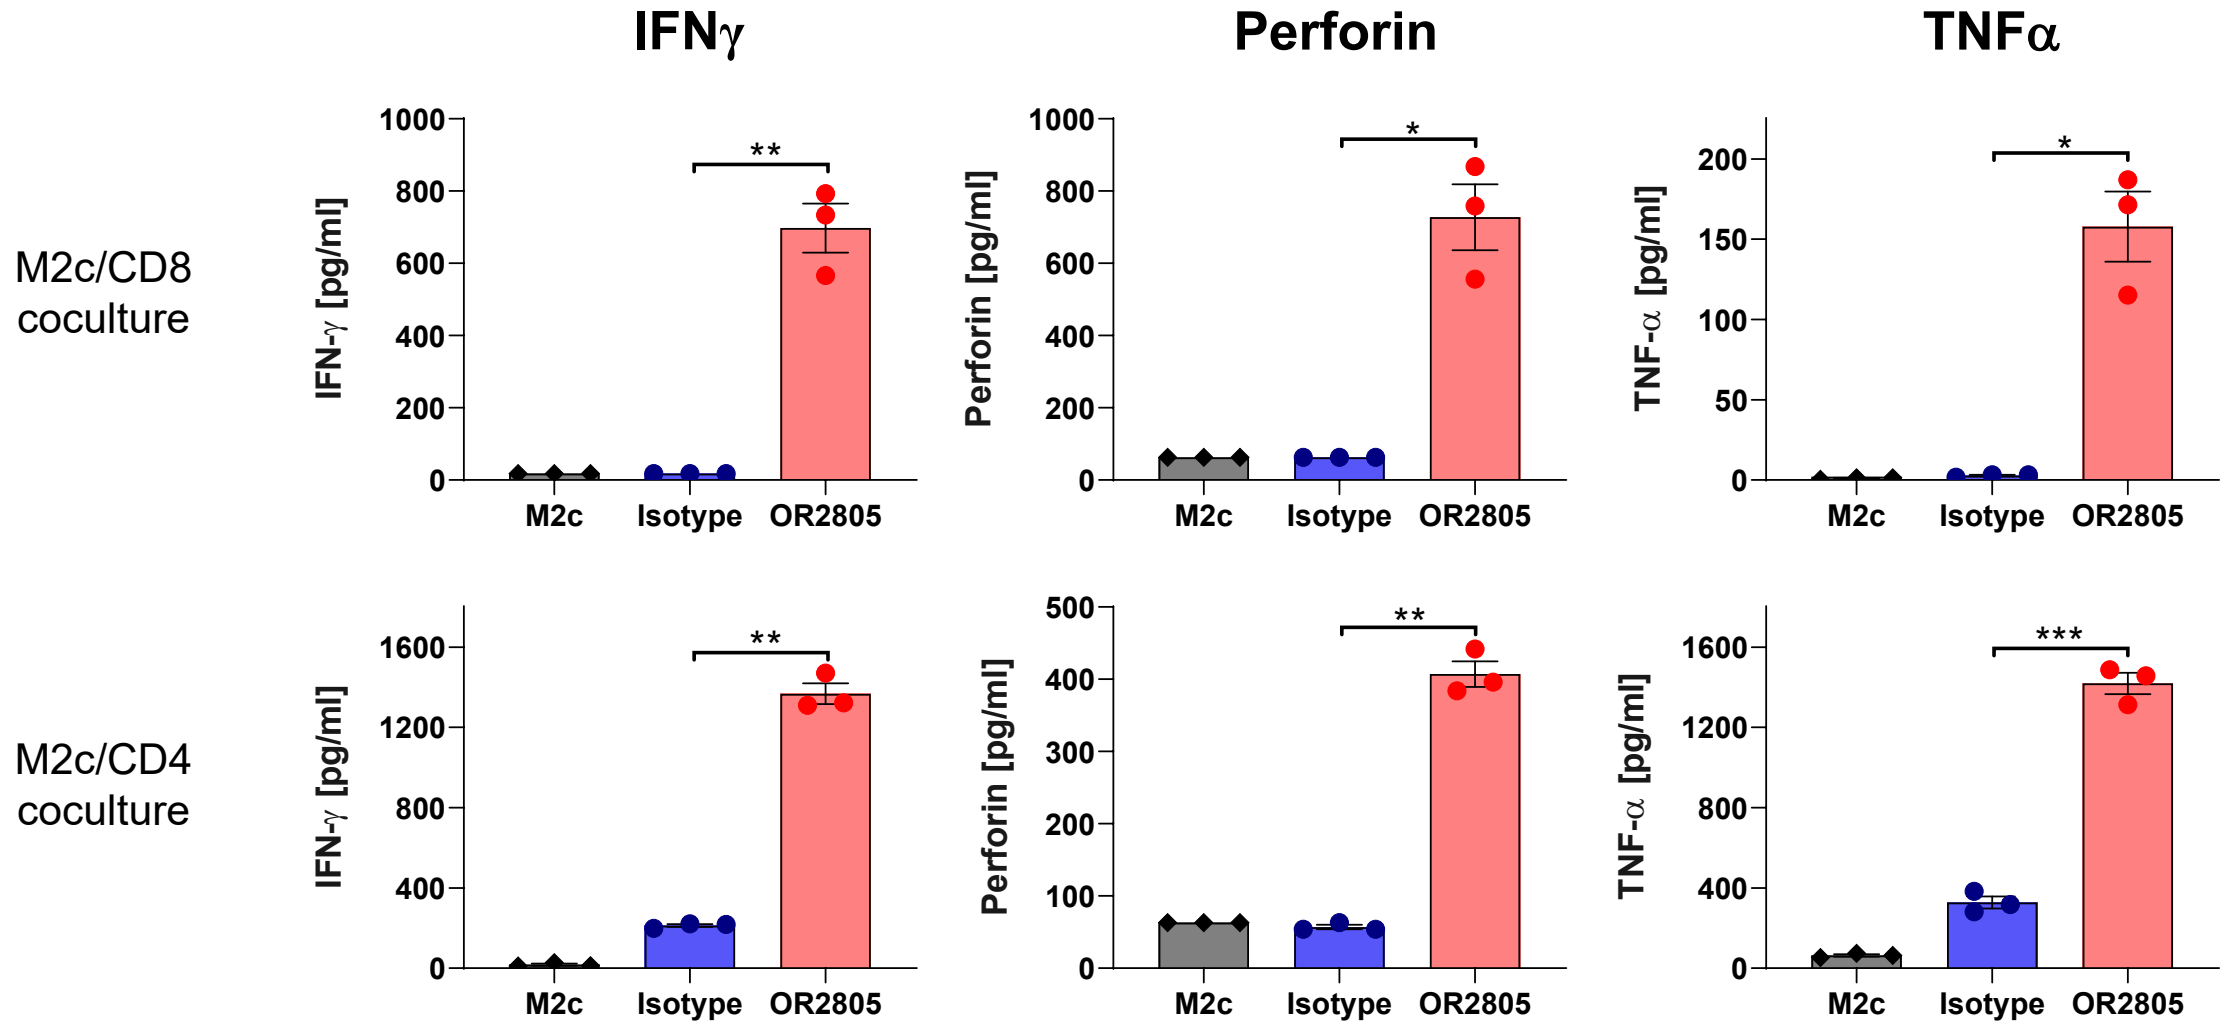 IFNγ
Perforin
TNFα
M2c/CD8
coculture
IFN-γ [pg/ml]
1000
800
600
400
200
0
**
M2c Isotype OR2805
Perforin [pg/ml]
1000
800
600
400
200
0
*
M2c Isotype OR2805
TNF-α [pg/ml]
200
150
100
50
0
*
M2c Isotype OR2805
M2c/CD4
coculture
IFN-γ [pg/ml]
1600
1200
800
400
0
**
M2c Isotype OR2805
Perforin [pg/ml]
500
400
300
200
100
0
**
M2c Isotype OR2805
TNF-α [pg/ml]
1600
1200
800
400
0
***
M2c Isotype OR2805